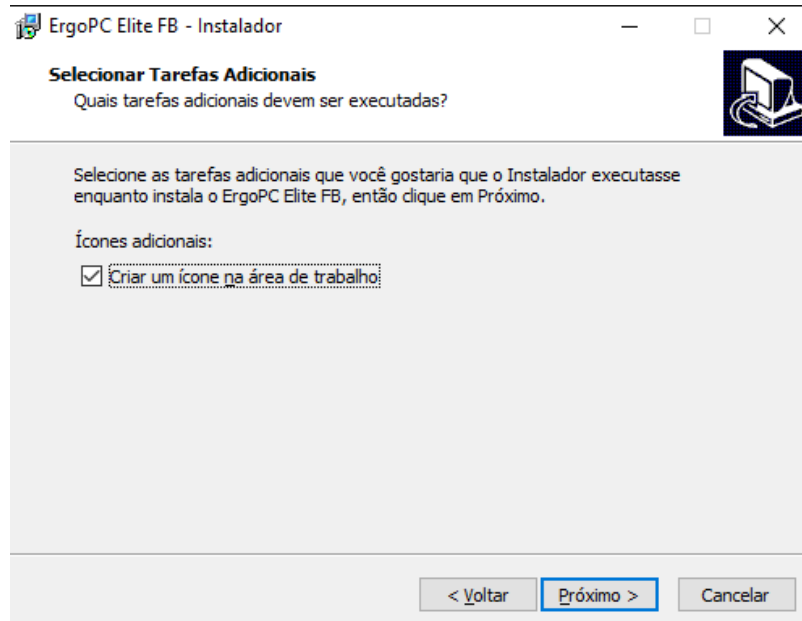 ErgoPC Elite FB - Instalador
Selecionar Tarefas Adicionais
Quais tarefas adicionais devem ser executadas?
Selecione as tarefas adicionais que você gostaria que o Instalador executasse
enquanto instala o ErgoPC Elite FB, então clique em Próximo.
Ícones adicionais:
Criar um ícone na área de trabalho
< Voltar Próximo > Cancelar